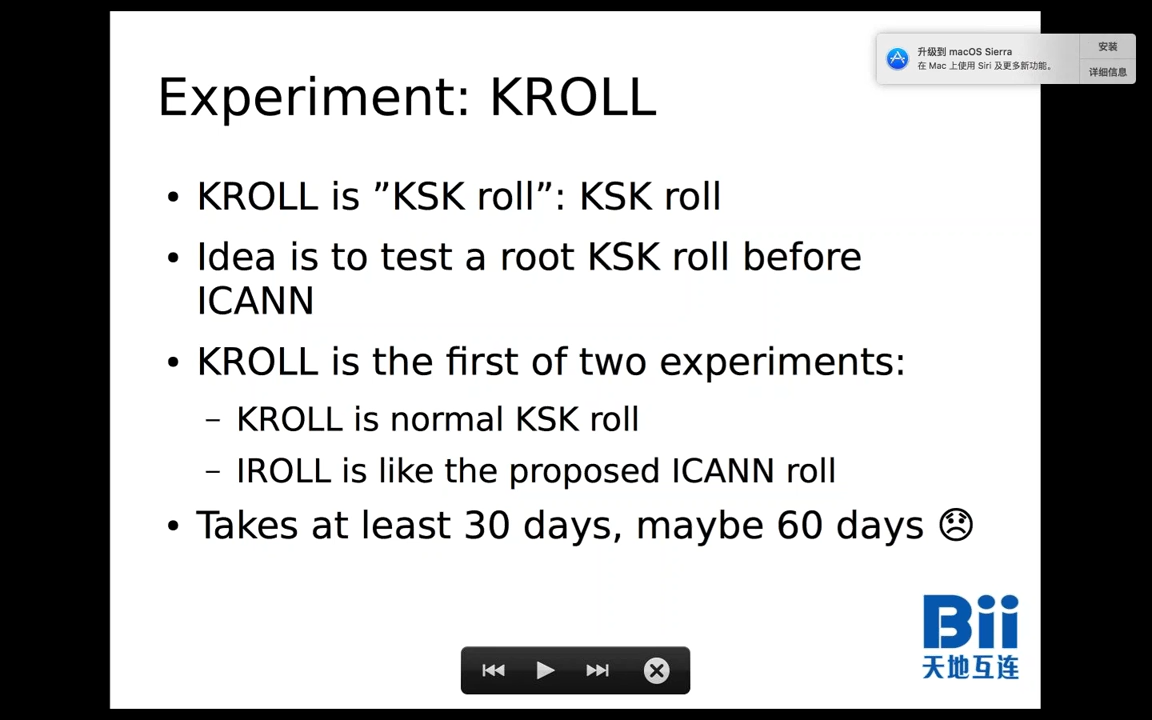 升级到 macOS Sierra
在 Mac 上使用 Siri 及更多新功能。
安装
详细信息
Experiment: KROLL
• KROLL is ”KSK roll”: KSK roll
• Idea is to test a root KSK roll before
ICANN
• KROLL is the first of two experiments:
– KROLL is normal KSK roll
– IROLL is like the proposed ICANN roll
• Takes at least 30 days, maybe 60 days 😞
Bii
天地互连